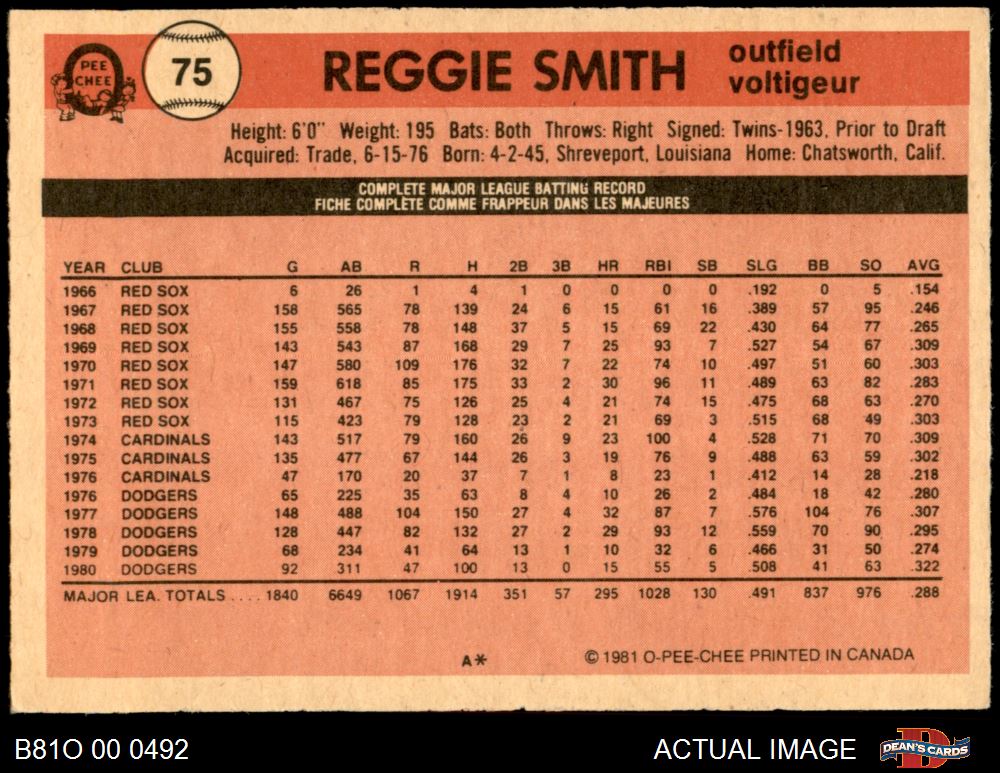 PEE
CHEE
75
REGGIE SMITH
outfield
voltigeur
Height: 6'0" Weight: 195 Bats: Both Throws: Right Signed: Twins-1963, Prior to Draft
Acquired: Trade, 6-15-76 Born: 4-2-45, Shreveport, Louisiana Home: Chatsworth, Calif.
COMPLETE MAJOR LEAGUE BATTING RECORD
FICHE COMPLÈTE COMME FRAPPEUR DANS LES MAJEURES
YEAR CLUB G AB R H 2B 3B HR RBI SB SLG BB SO AVG
1966 RED SOX 6 26 1 4 1 0 0 0 0 .192 0 5 .154
1967 RED SOX 158 565 78 139 24 6 15 61 16 .389 57 95 .246
1968 RED SOX 155 558 78 148 37 5 15 69 22 .430 64 77 .265
1969 RED SOX 143 543 87 168 29 7 25 93 7 .527 54 67 .309
1970 RED SOX 147 580 109 176 32 7 22 74 10 .497 51 60 .303
1971 RED SOX 159 618 85 175 33 2 30 96 11 .489 63 82 .283
1972 RED SOX 131 467 75 126 25 4 21 74 15 .475 68 63 .270
1973 RED SOX 115 423 79 128 23 2 21 69 3 .515 68 49 .303
1974 CARDINALS 143 517 79 160 26 9 23 100 4 .528 71 70 .309
1975 CARDINALS 135 477 67 144 26 3 19 76 9 .488 63 59 .302
1976 CARDINALS 47 170 20 37 7 1 8 23 1 .412 14 28 .218
1976 DODGERS 65 225 35 63 8 4 10 26 2 .484 18 42 .280
1977 DODGERS 148 488 104 150 27 4 32 87 7 .576 104 76 .307
1978 DODGERS 128 447 82 132 27 2 29 93 12 .559 70 90 .295
1979 DODGERS 68 234 41 64 13 1 10 32 6 .466 31 50 .274
1980 DODGERS 92 311 47 100 13 0 15 55 5 .508 41 63 .322
MAJOR LEA. TOTALS .... 1840 6649 1067 1914 351 57 295 1028 130 .491 837 976 .288
A* © 1981 O-PEE-CHEE PRINTED IN CANADA
B81O 00 0492 ACTUAL IMAGE DEAN'S CARDS